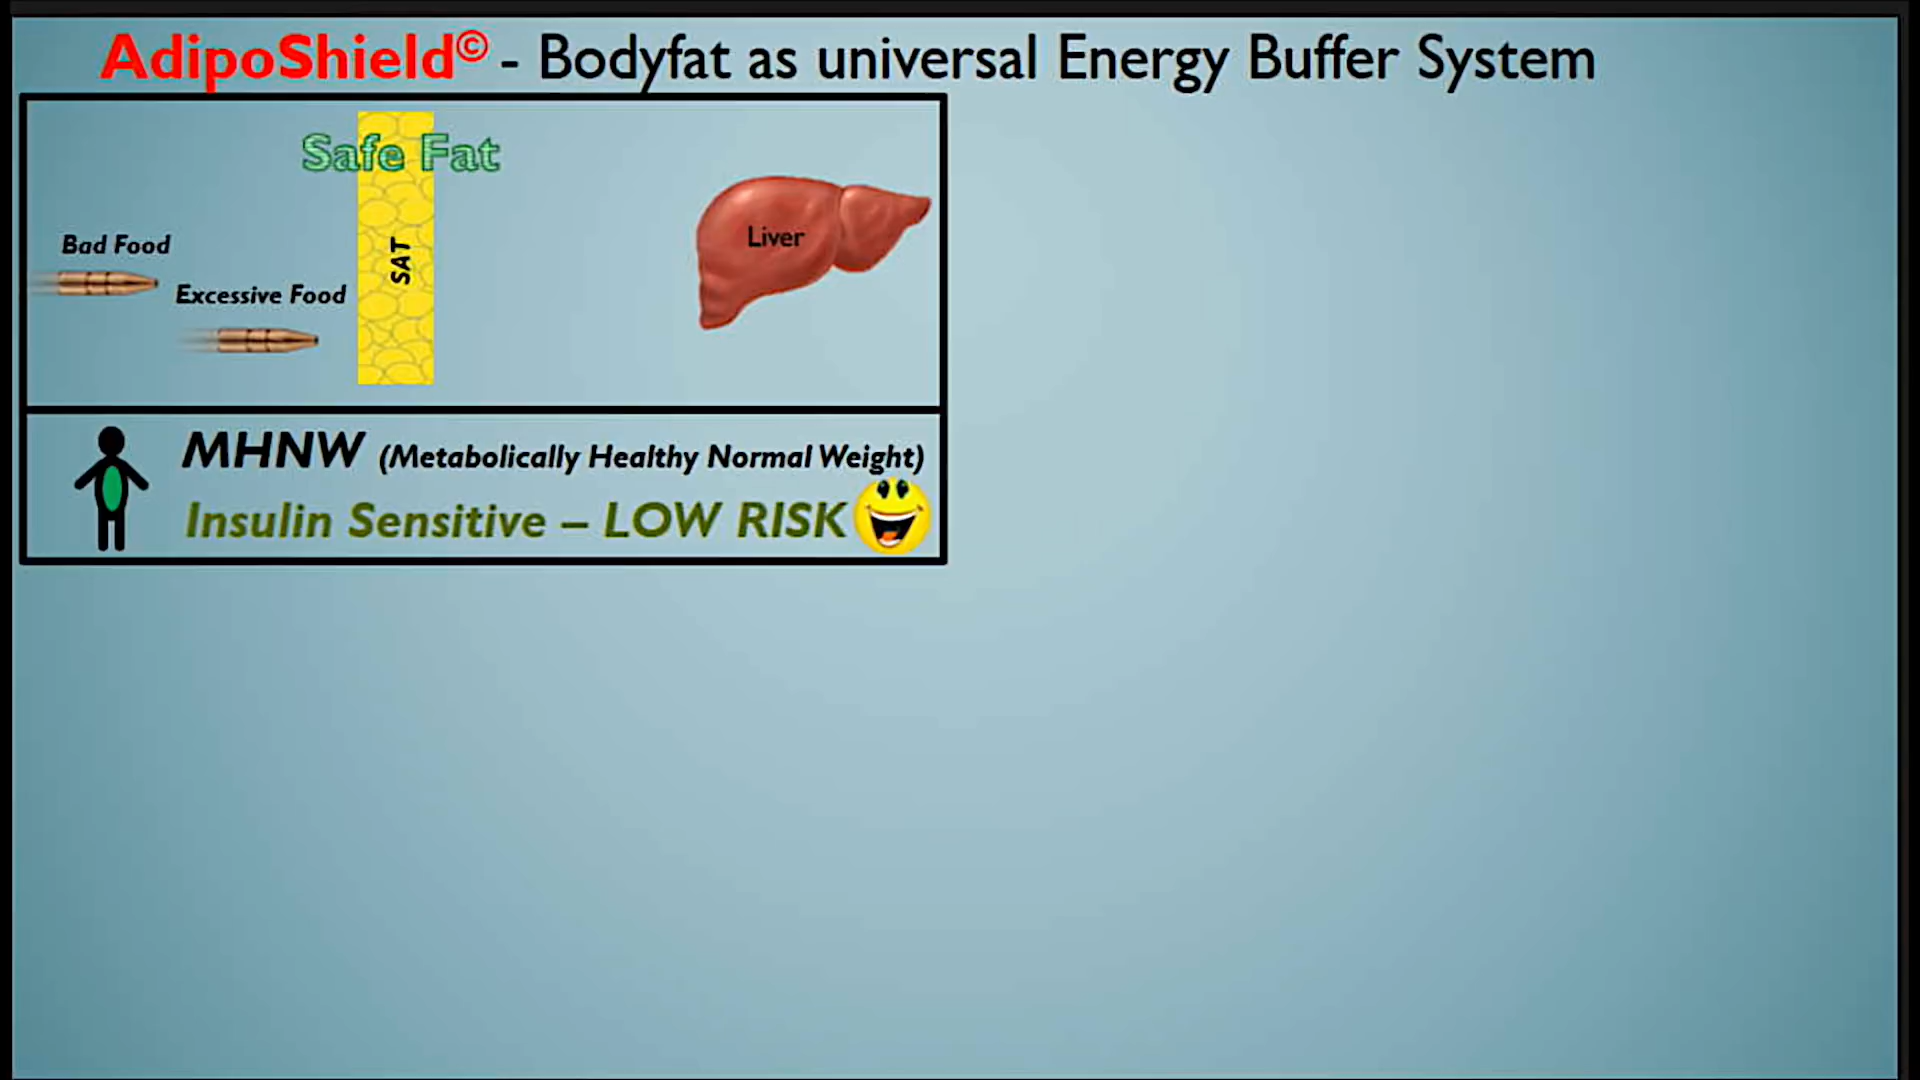 AdipoShield© - Bodyfat as universal Energy Buffer System
Safe Fat
Bad Food
Excessive Food
SAT
Liver
MHNW (Metabolically Healthy Normal Weight)
Insulin Sensitive – LOW RISK